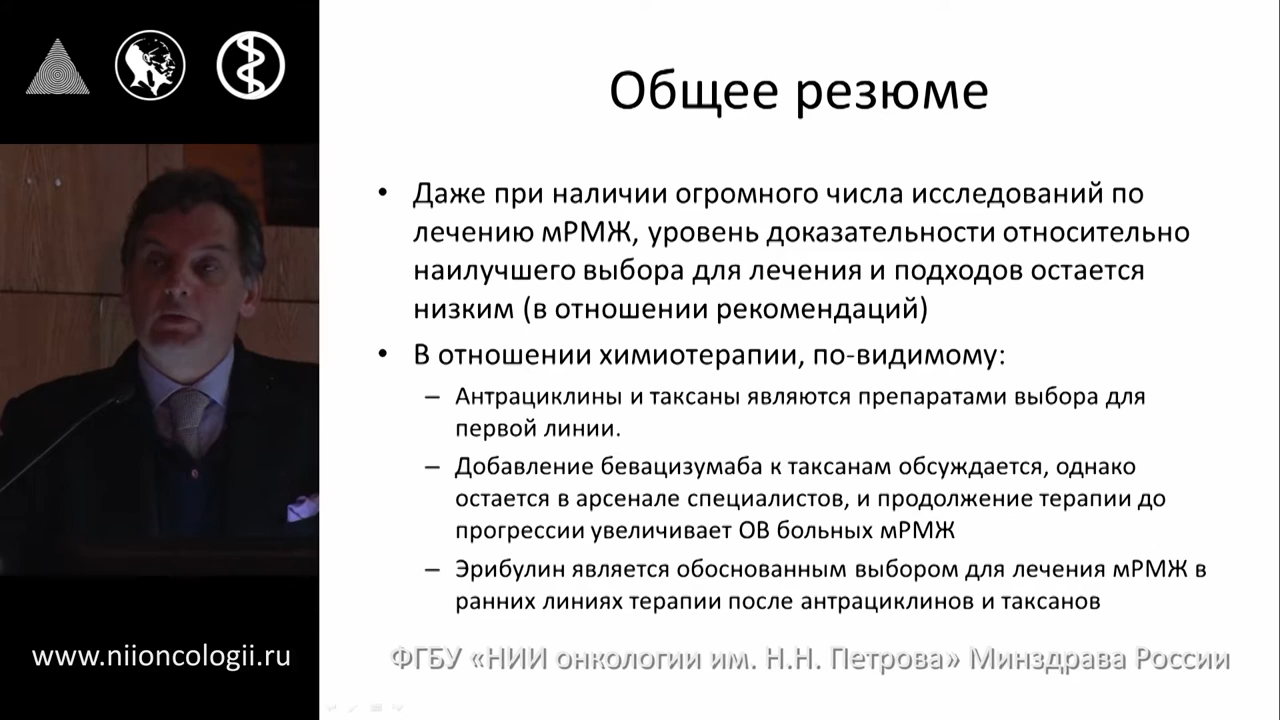 Общее резюме
• Даже при наличии огромного числа исследований по
лечению мРМЖ, уровень доказательности относительно
наилучшего выбора для лечения и подходов остается
низким (в отношении рекомендаций)
• В отношении химиотерапии, по-видимому:
– Антрациклины и таксаны являются препаратами выбора для
первой линии.
– Добавление бевацизумаба к таксанам обсуждается, однако
остается в арсенале специалистов, и продолжение терапии до
прогрессии увеличивает ОВ больных мРМЖ
– Эрибулин является обоснованным выбором для лечения мРМЖ в
ранних линиях терапии после антрациклинов и таксанов
www.niioncologii.ru
ФГБУ «НИИ онкологии им. Н.Н. Петрова» Минздрава России